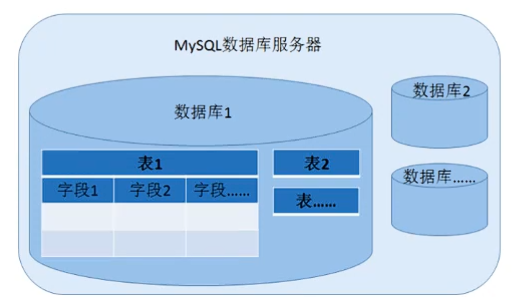 MySQL数据库服务器
数据库1
表1
字段1 字段2 字段……
表2
表……
数据库2
数据库……